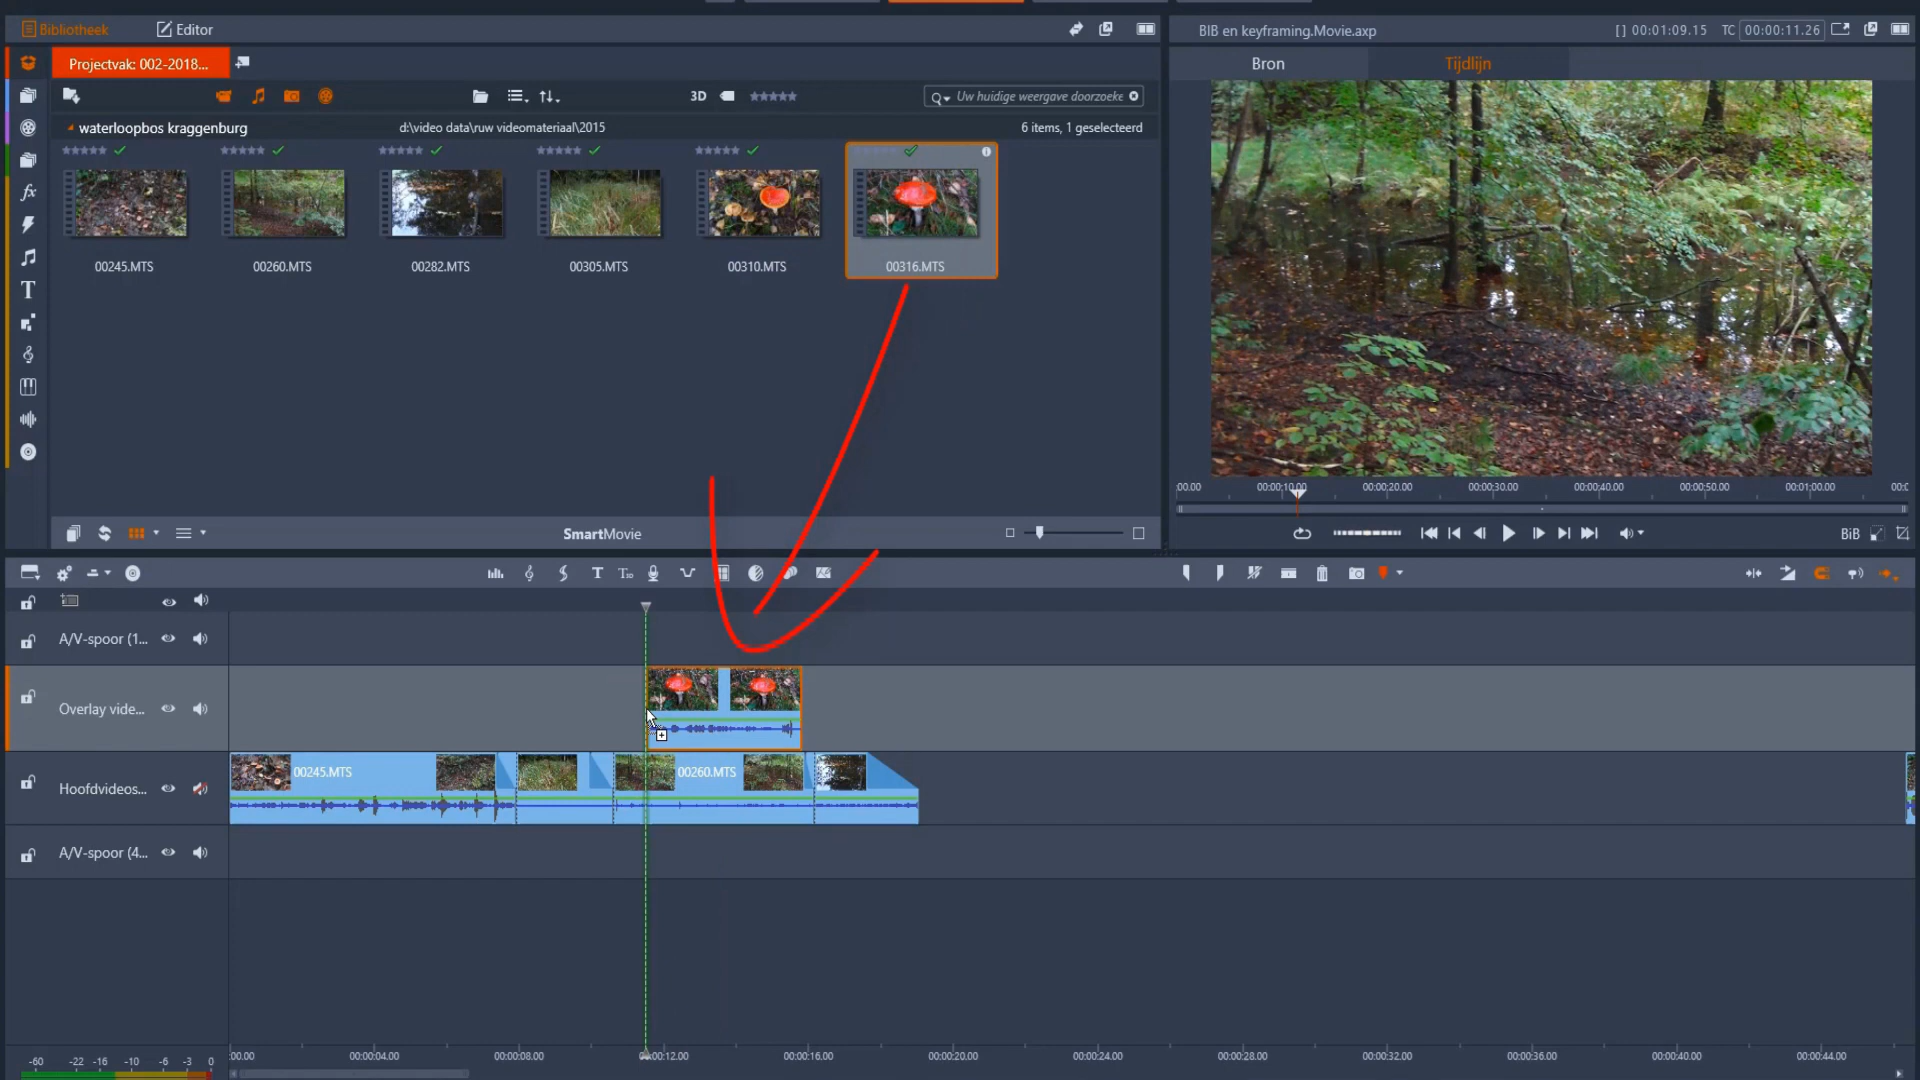 Bibliotheek
Editor
BIB en keyframing.Movie.axp
[] 00:01:09.15 TC 00:00:11.26
Projectvak: 002-2018...
Bron
Tijdlijn
3D
Uw huidige weergave doorzoeke
waterloopbos kraggenburg
d:\video data\ruw videomateriaal\2015
6 items, 1 geselecteerd
00245.MTS
00260.MTS
00282.MTS
00305.MTS
00310.MTS
00316.MTS
:00.00 00:00:10.00 00:00:20.00 00:00:30.00 00:00:40.00 00:00:50.00 00:01:00.00 00:0
SmartMovie
BiB
A/V-spoor (1...
Overlay vide...
Hoofdvideos...
00245.MTS
00260.MTS
A/V-spoor (4...
-60 -22 -16 -10 -6 -3 0
:00.00 00:00:04.00 00:00:08.00 00:00:12.00 00:00:16.00 00:00:20.00 00:00:24.00 00:00:28.00 00:00:32.00 00:00:36.00 00:00:40.00 00:00:44.00